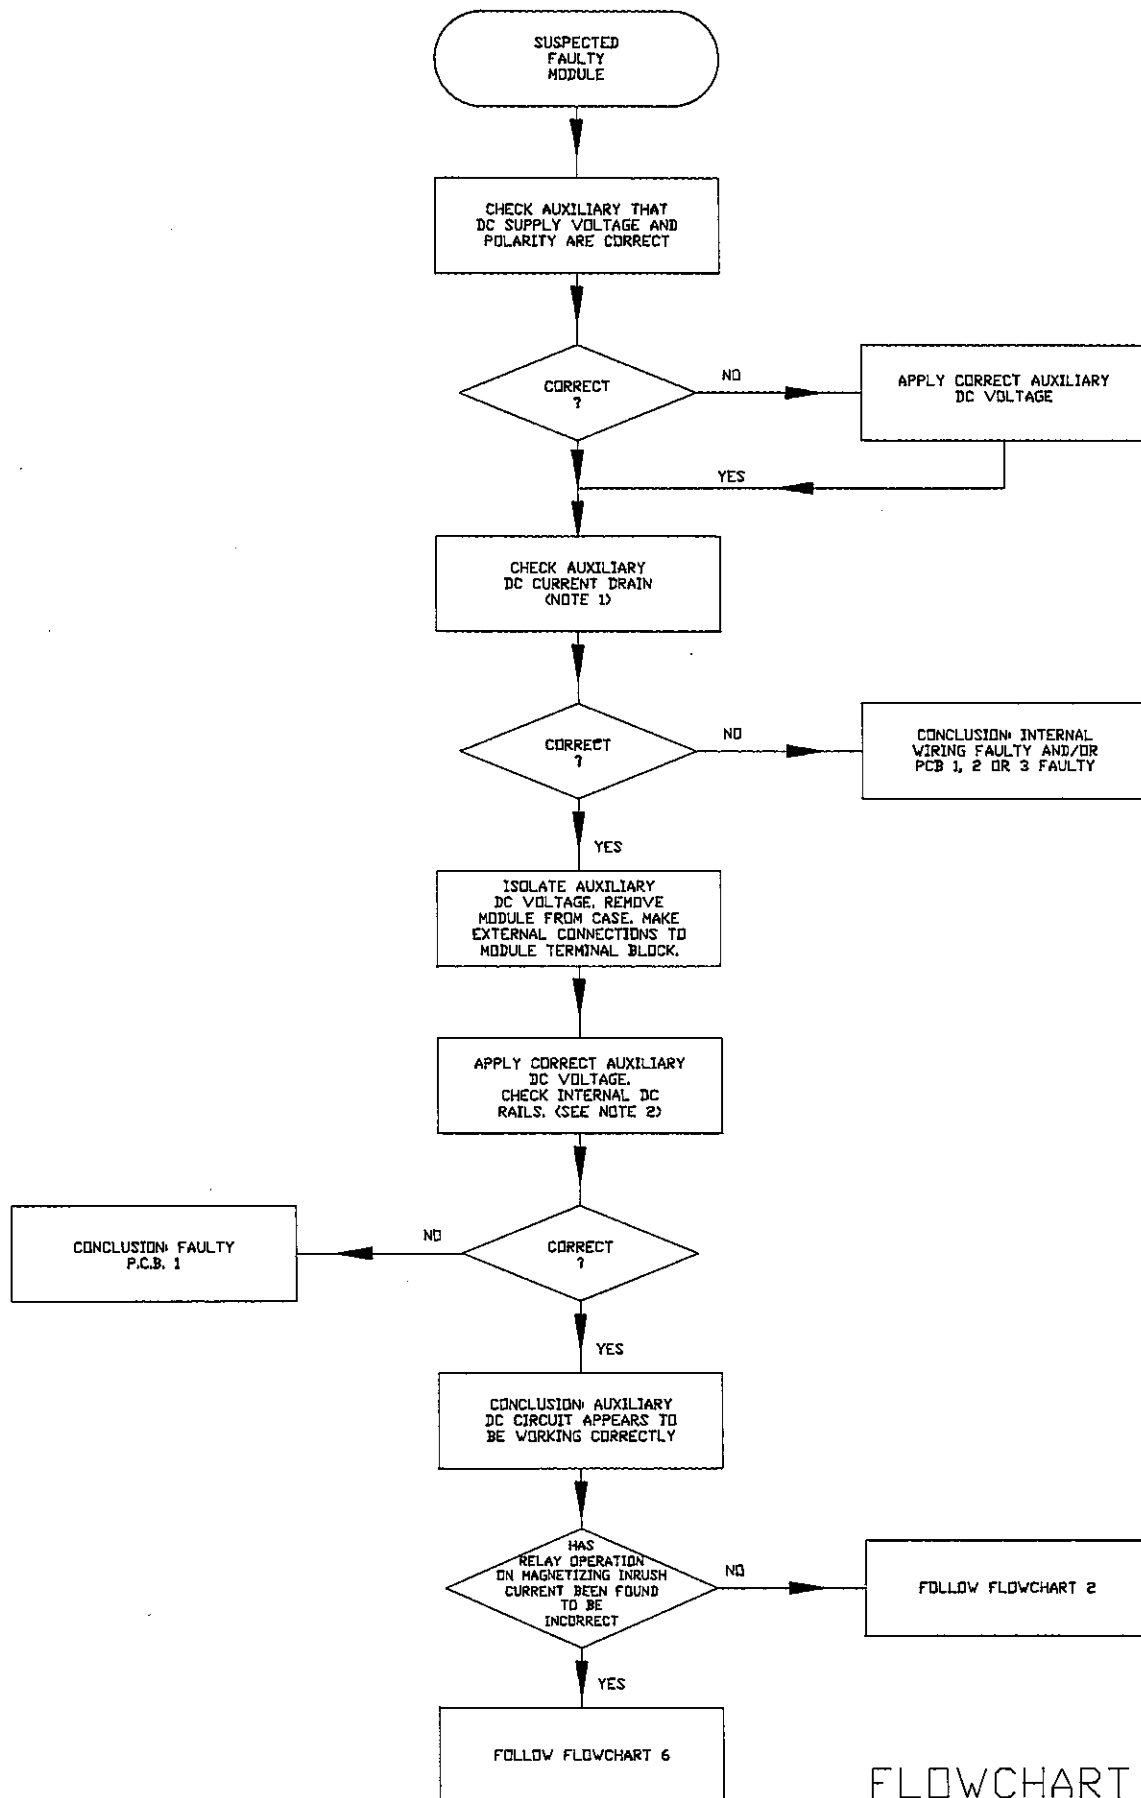 SUSPECTED
FAULTY
MODULE
CHECK AUXILIARY THAT
DC SUPPLY VOLTAGE AND
POLARITY ARE CORRECT
CORRECT
?
NO
APPLY CORRECT AUXILIARY
DC VOLTAGE
YES
CHECK AUXILIARY
DC CURRENT DRAIN
(NOTE 1)
CORRECT
?
NO
CONCLUSION: INTERNAL
WIRING FAULTY AND/OR
PCB 1, 2 OR 3 FAULTY
YES
ISOLATE AUXILIARY
DC VOLTAGE. REMOVE
MODULE FROM CASE. MAKE
EXTERNAL CONNECTIONS TO
MODULE TERMINAL BLOCK.
APPLY CORRECT AUXILIARY
DC VOLTAGE.
CHECK INTERNAL DC
RAILS. (SEE NOTE 2)
CORRECT
?
NO
CONCLUSION: FAULTY
P.C.B. 1
YES
CONCLUSION: AUXILIARY
DC CIRCUIT APPEARS TO
BE WORKING CORRECTLY
HAS
RELAY OPERATION
ON MAGNETIZING INRUSH
CURRENT BEEN FOUND
TO BE
INCORRECT
NO
FOLLOW FLOWCHART 2
YES
FOLLOW FLOWCHART 6
FLOWCHART